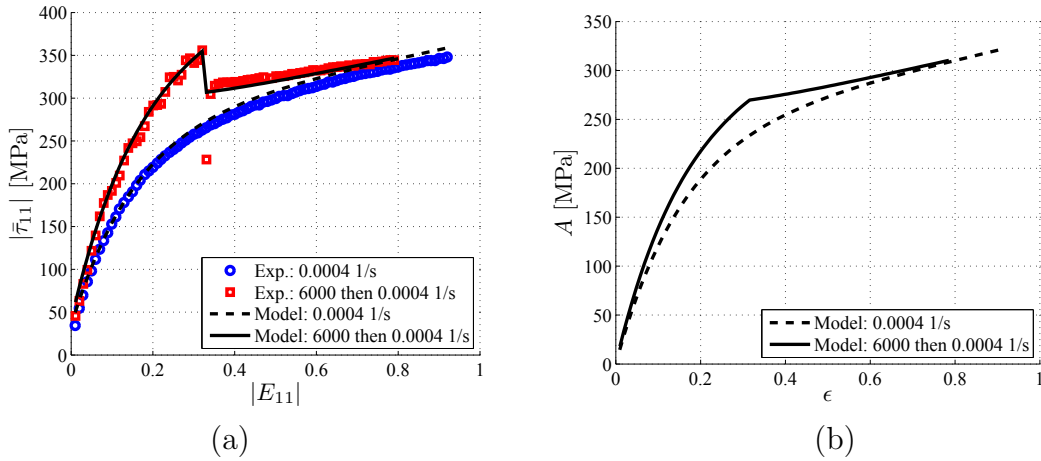 400
350
300
250
200
150
100
50
0
|τ̄₁₁| [MPa]
Exp.: 0.0004 1/s
Exp.: 6000 then 0.0004 1/s
Model: 0.0004 1/s
Model: 6000 then 0.0004 1/s
0 0.2 0.4 0.6 0.8 1
|E₁₁|
(a)
350
300
250
200
150
100
50
0
A [MPa]
Model: 0.0004 1/s
Model: 6000 then 0.0004 1/s
0 0.2 0.4 0.6 0.8 1
ϵ
(b)